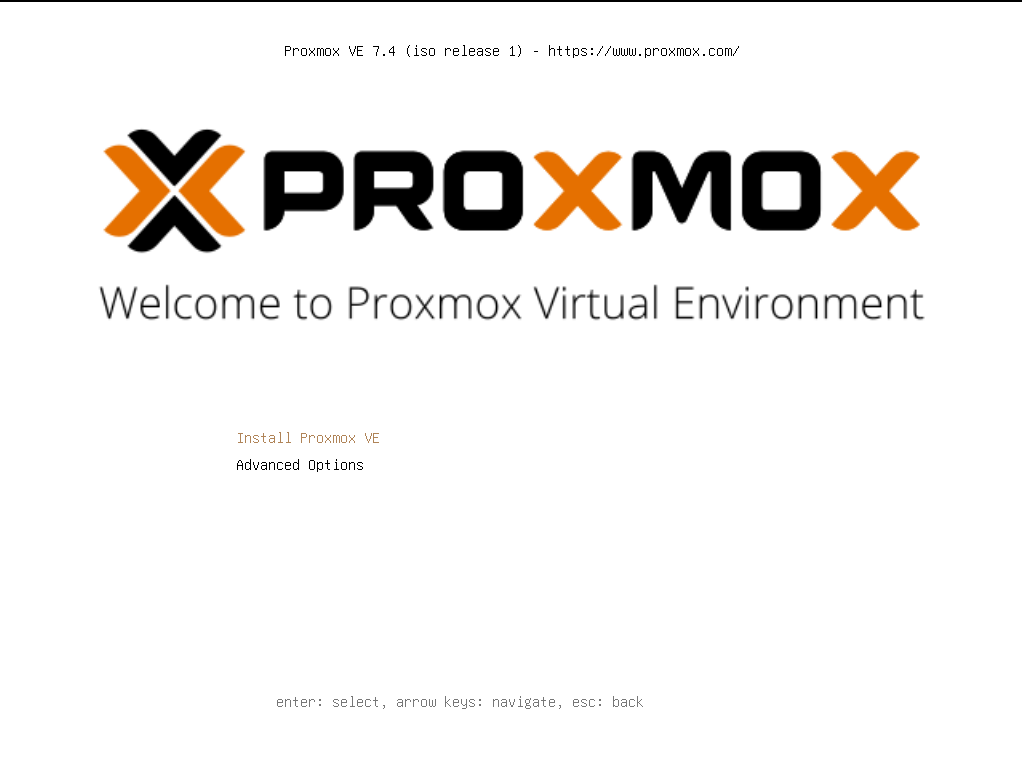 Proxmox VE 7.4 (iso release 1) - https://www.proxmox.com/
PROXMOX
Welcome to Proxmox Virtual Environment
Install Proxmox VE
Advanced Options
enter: select, arrow keys: navigate, esc: back